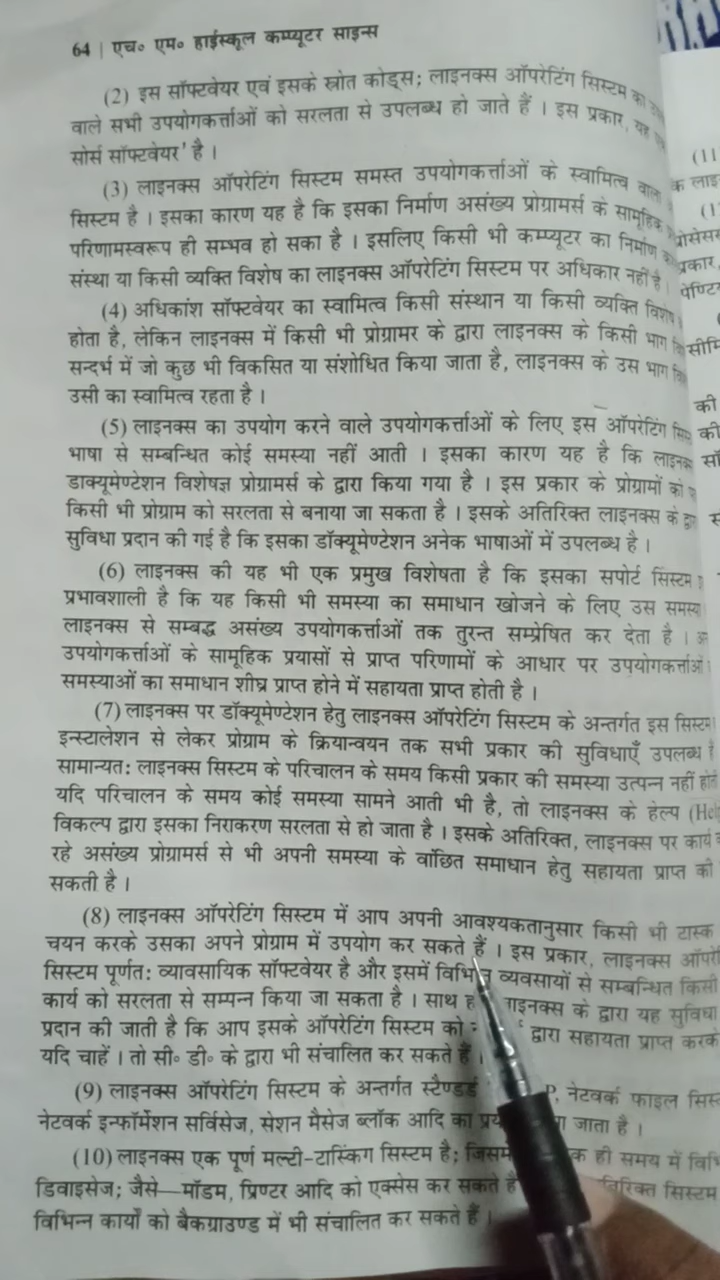 64 | एच० एम० हाईस्कूल कम्प्यूटर साइन्स
(2) इस सॉफ्टवेयर एवं इसके स्रोत कोड्स; लाइनक्स ऑपरेटिंग सिस्टम का
वाले सभी उपयोगकर्त्ताओं को सरलता से उपलब्ध हो जाते हैं । इस प्रकार, यह
सोर्स सॉफ्टवेयर' है ।
(3) लाइनक्स ऑपरेटिंग सिस्टम समस्त उपयोगकर्त्ताओं के स्वामित्व वाला
सिस्टम है । इसका कारण यह है कि इसका निर्माण असंख्य प्रोग्रामर्स के सामूहिक
परिणामस्वरूप ही सम्भव हो सका है । इसलिए किसी भी कम्प्यूटर का निर्माण
संस्था या किसी व्यक्ति विशेष का लाइनक्स ऑपरेटिंग सिस्टम पर अधिकार नहीं है ।
(4) अधिकांश सॉफ्टवेयर का स्वामित्व किसी संस्थान या किसी व्यक्ति विशेष
होता है, लेकिन लाइनक्स में किसी भी प्रोग्रामर के द्वारा लाइनक्स के किसी भाग
सन्दर्भ में जो कुछ भी विकसित या संशोधित किया जाता है, लाइनक्स के उस भाग
उसी का स्वामित्व रहता है ।
(5) लाइनक्स का उपयोग करने वाले उपयोगकर्त्ताओं के लिए इस ऑपरेटिंग
भाषा से सम्बन्धित कोई समस्या नहीं आती । इसका कारण यह है कि लाइनक्स
डाक्यूमेण्टेशन विशेषज्ञ प्रोग्रामर्स के द्वारा किया गया है । इस प्रकार के प्रोग्रामों को
किसी भी प्रोग्राम को सरलता से बनाया जा सकता है । इसके अतिरिक्त लाइनक्स के
सुविधा प्रदान की गई है कि इसका डॉक्यूमेण्टेशन अनेक भाषाओं में उपलब्ध है ।
(6) लाइनक्स की यह भी एक प्रमुख विशेषता है कि इसका सपोर्ट सिस्टम
प्रभावशाली है कि यह किसी भी समस्या का समाधान खोजने के लिए उस समस्या
लाइनक्स से सम्बद्ध असंख्य उपयोगकर्त्ताओं तक तुरन्त सम्प्रेषित कर देता है ।
उपयोगकर्त्ताओं के सामूहिक प्रयासों से प्राप्त परिणामों के आधार पर उपयोगकर्त्ताओं
समस्याओं का समाधान शीघ्र प्राप्त होने में सहायता प्राप्त होती है ।
(7) लाइनक्स पर डॉक्यूमेण्टेशन हेतु लाइनक्स ऑपरेटिंग सिस्टम के अन्तर्गत इस सिस्टम
इन्स्टालेशन से लेकर प्रोग्राम के क्रियान्वयन तक सभी प्रकार की सुविधाएँ उपलब्ध
सामान्यत: लाइनक्स सिस्टम के परिचालन के समय किसी प्रकार की समस्या उत्पन्न नहीं
यदि परिचालन के समय कोई समस्या सामने आती भी है, तो लाइनक्स के हेल्प
विकल्प द्वारा इसका निराकरण सरलता से हो जाता है । इसके अतिरिक्त, लाइनक्स पर कार्य
रहे असंख्य प्रोग्रामर्स से भी अपनी समस्या के वांछित समाधान हेतु सहायता प्राप्त की
सकती है ।
(8) लाइनक्स ऑपरेटिंग सिस्टम में आप अपनी आवश्यकतानुसार किसी भी टास्क
चयन करके उसका अपने प्रोग्राम में उपयोग कर सकते हैं । इस प्रकार, लाइनक्स
सिस्टम पूर्णत: व्यावसायिक सॉफ्टवेयर है और इसमें व्यवसायों से सम्बन्धित किसी
कार्य को सरलता से सम्पन्न किया जा सकता है । साथ के द्वारा यह सुविधा
प्रदान की जाती है कि आप इसके ऑपरेटिंग सिस्टम को द्वारा सहायता प्राप्त करके
यदि चाहें । तो सी० डी० के द्वारा भी संचालित कर सकते हैं ।
(9) लाइनक्स ऑपरेटिंग सिस्टम के अन्तर्गत स्टैण्डर्ड नेटवर्क फाइल
नेटवर्क इन्फॉर्मेशन सर्विसेज, सेशन मैसेज ब्लॉक आदि का जाता है ।
(10) लाइनक्स एक पूर्ण मल्टी-टास्किंग सिस्टम है; ही समय में
डिवाइसेज; जैसे—मॉडम, प्रिण्टर आदि को एक्सेस कर सकते सिस्टम
विभिन्न कार्यों को बैकग्राउण्ड में भी संचालित कर सकते हैं ।
(11
के लाइ
की
की